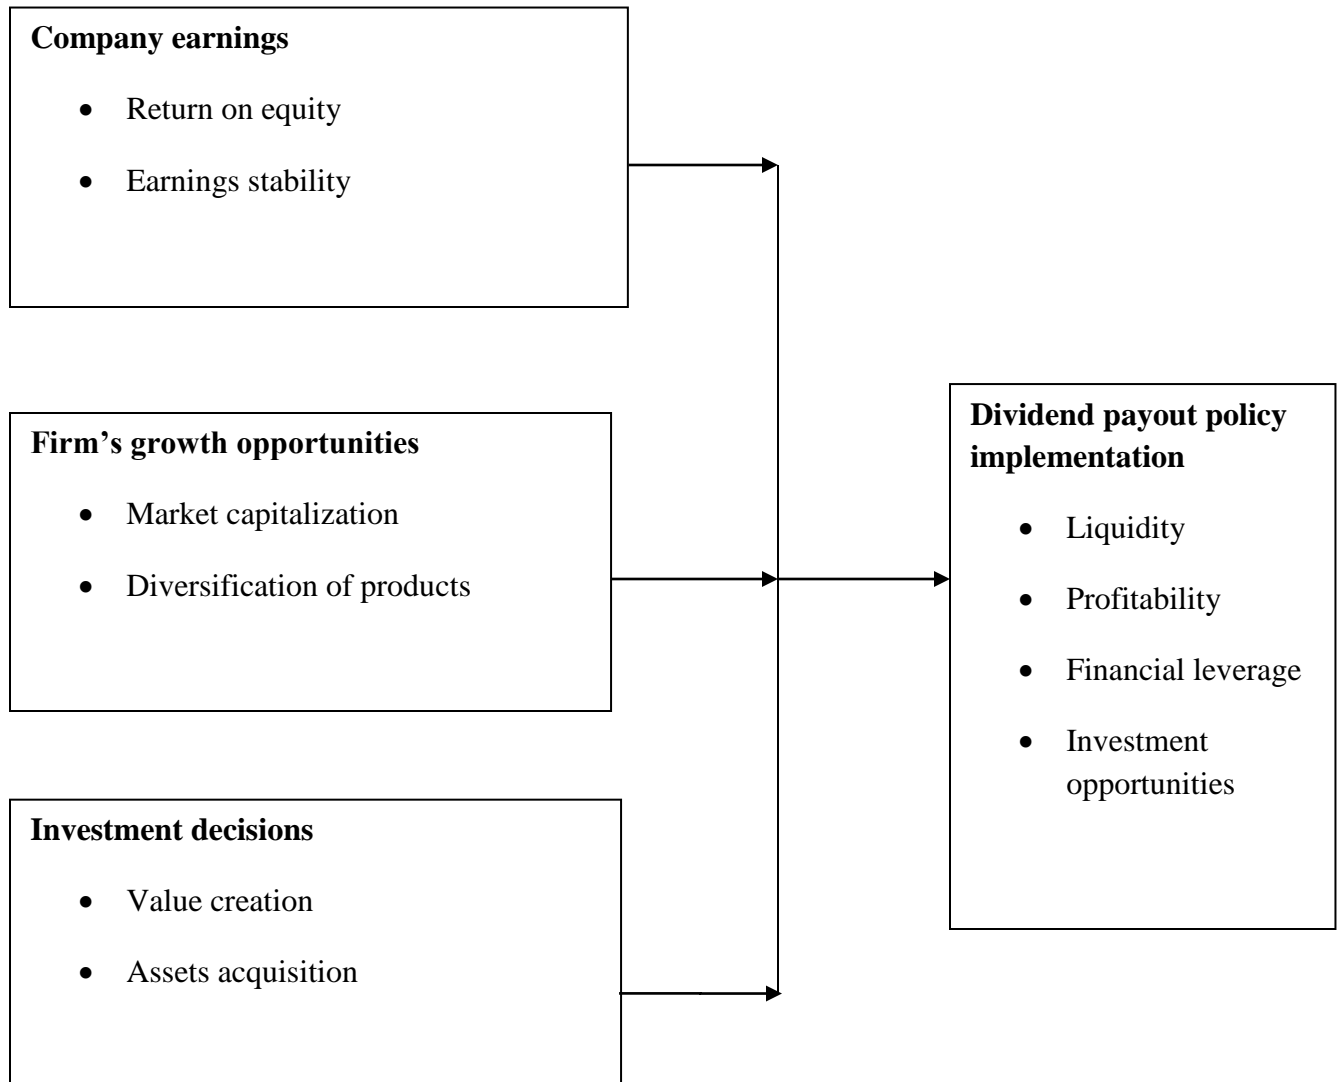 Company earnings
• Return on equity
• Earnings stability
Firm’s growth opportunities
• Market capitalization
• Diversification of products
Investment decisions
• Value creation
• Assets acquisition
Dividend payout policy
implementation
• Liquidity
• Profitability
• Financial leverage
• Investment
opportunities